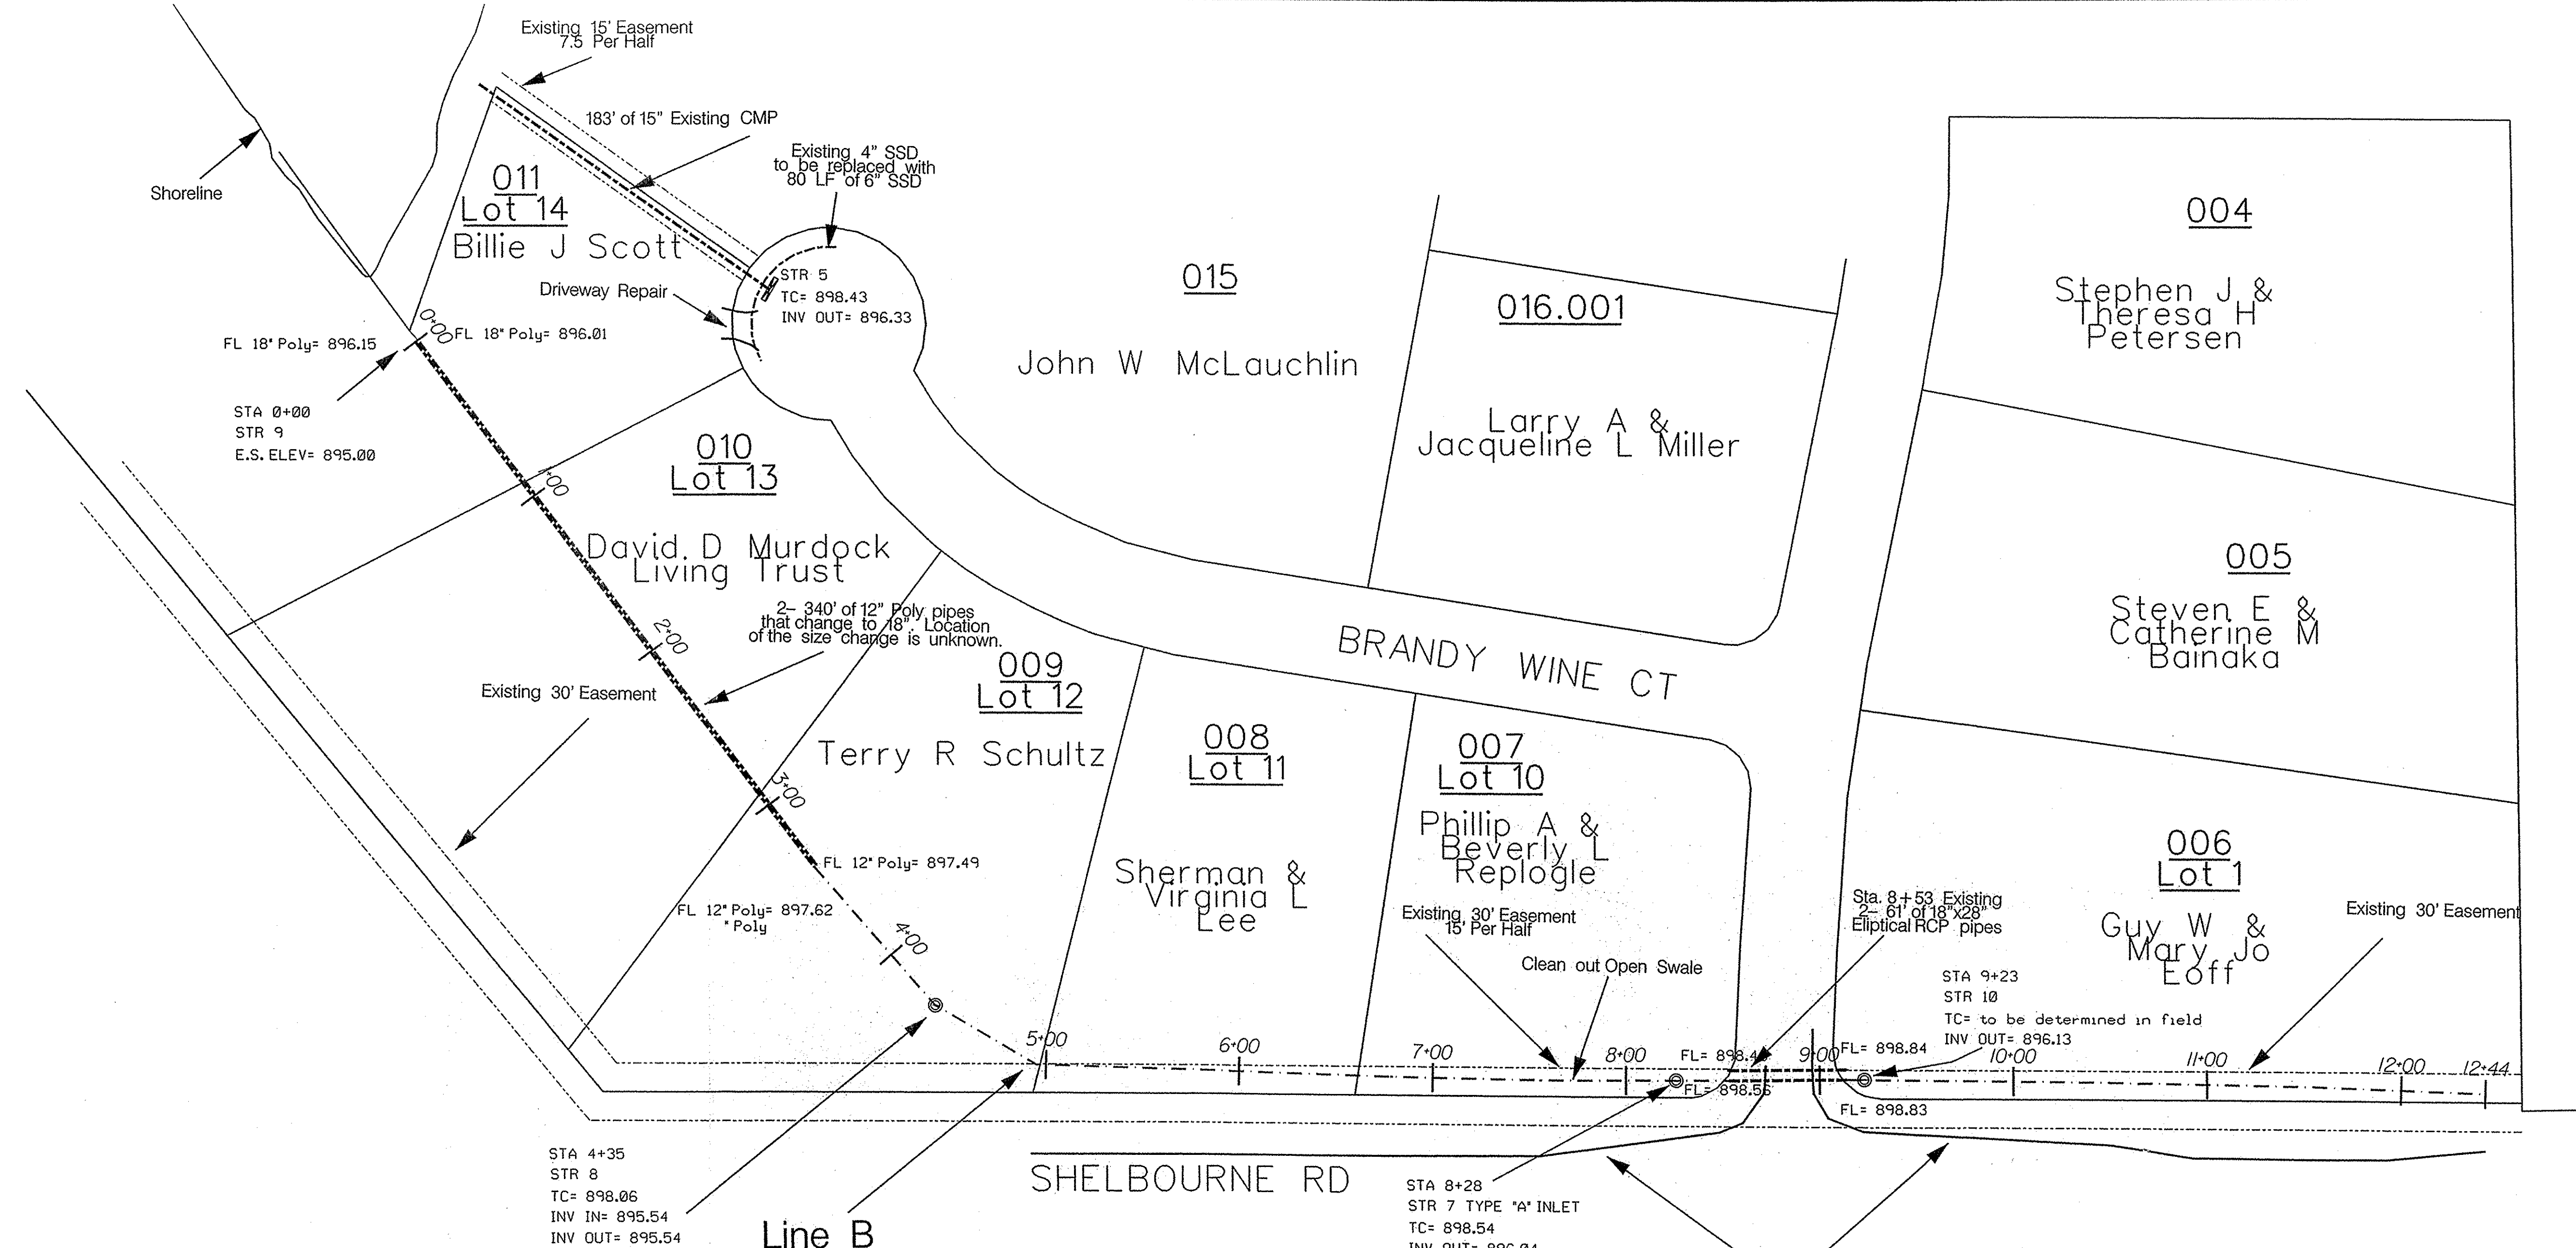 Existing 15' Easement
7.5 Per Half
183' of 15" Existing CMP
Existing 4" SSD
to be replaced with
80 LF of 6" SSD
Shoreline
011
Lot 14
Billie J Scott
Driveway Repair
STR 5
TC= 898.43
INV OUT= 896.33
FL 18" Poly= 896.15
0+00
FL 18" Poly= 896.01
STA 0+00
STR 9
E.S. ELEV= 895.00
015
John W McLauchlin
016.001
Larry A &
Jacqueline L Miller
004
Stephen J &
Theresa H
Petersen
010
Lot 13
1+00
David. D Murdock
Living Trust
2- 340' of 12" Poly pipes
that change to 18". Location
of the size change is unknown.
2+00
Existing 30' Easement
009
Lot 12
Terry R Schultz
3+00
BRANDY WINE CT
005
Steven E &
Catherine M
Bainaka
008
Lot 11
Sherman &
Virginia L
Lee
007
Lot 10
Phillip A &
Beverly L
Replogle
006
Lot 1
Guy W &
Mary Jo
Eoff
FL 12" Poly= 897.49
FL 12" Poly= 897.62
" Poly
4+00
Existing 30' Easement
15' Per Half
Clean out Open Swale
Sta. 8+53 Existing
2- 61' of 18"x28"
Eliptical RCP pipes
Existing 30' Easement
STA 9+23
STR 10
TC= to be determined in field
INV OUT= 896.13
5+00
6+00
7+00
8+00
FL= 898.4
9+00
FL= 898.84
10+00
11+00
12+00
12+44
FL= 898.56
FL= 898.83
STA 4+35
STR 8
TC= 898.06
INV IN= 895.54
INV OUT= 895.54
Line B
SHELBOURNE RD
STA 8+28
STR 7 TYPE "A" INLET
TC= 898.54
INV OUT= 896.04